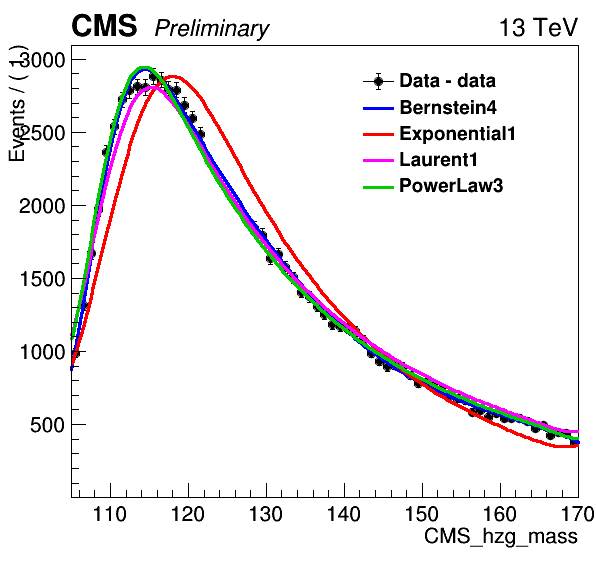 CMS Preliminary 13 TeV
Events / ( 1 )
3000
2500
2000
1500
1000
500
Data - data
Bernstein4
Exponential1
Laurent1
PowerLaw3
110 120 130 140 150 160 170
CMS_hzg_mass